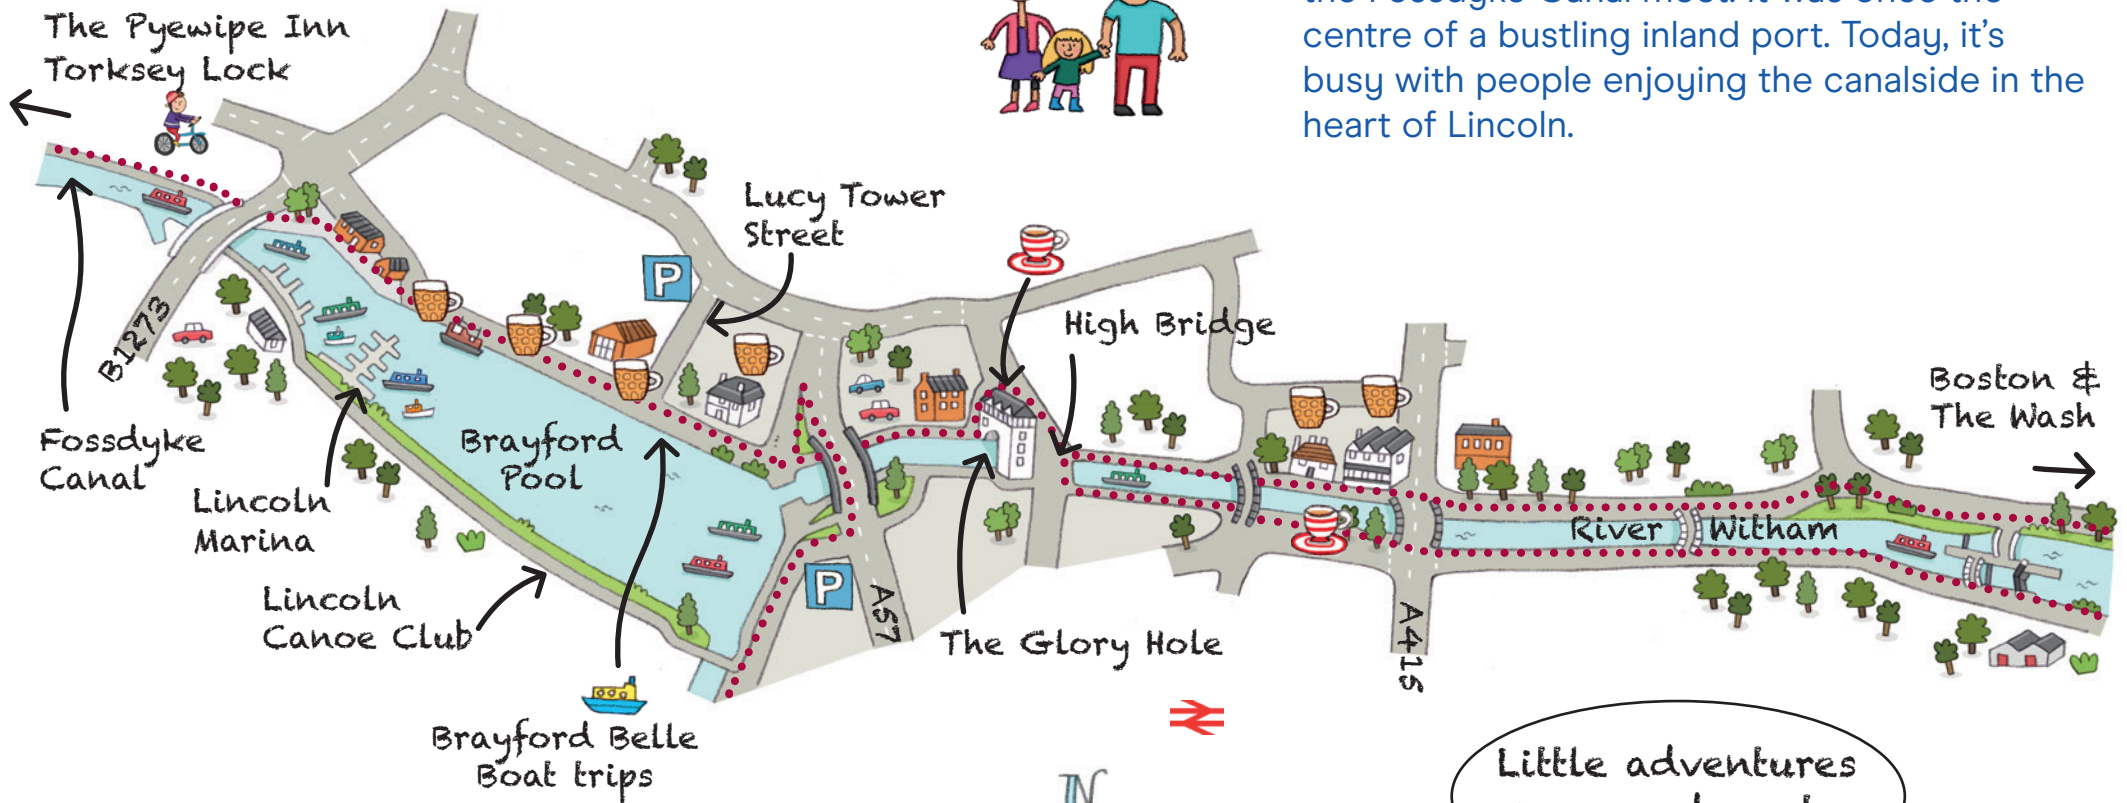 The Pyewipe Inn
Torksey Lock
centre of a bustling inland port. Today, it's
busy with people enjoying the canalside in the
heart of Lincoln.
Lucy Tower
Street
P
High Bridge
B1273
Boston &
The Wash
Fossdyke
Canal
Brayford
Pool
Lincoln
Marina
River Witham
P
A57
Lincoln
Canoe Club
The Glory Hole
A415
Brayford Belle
Boat trips
N
Little adventures